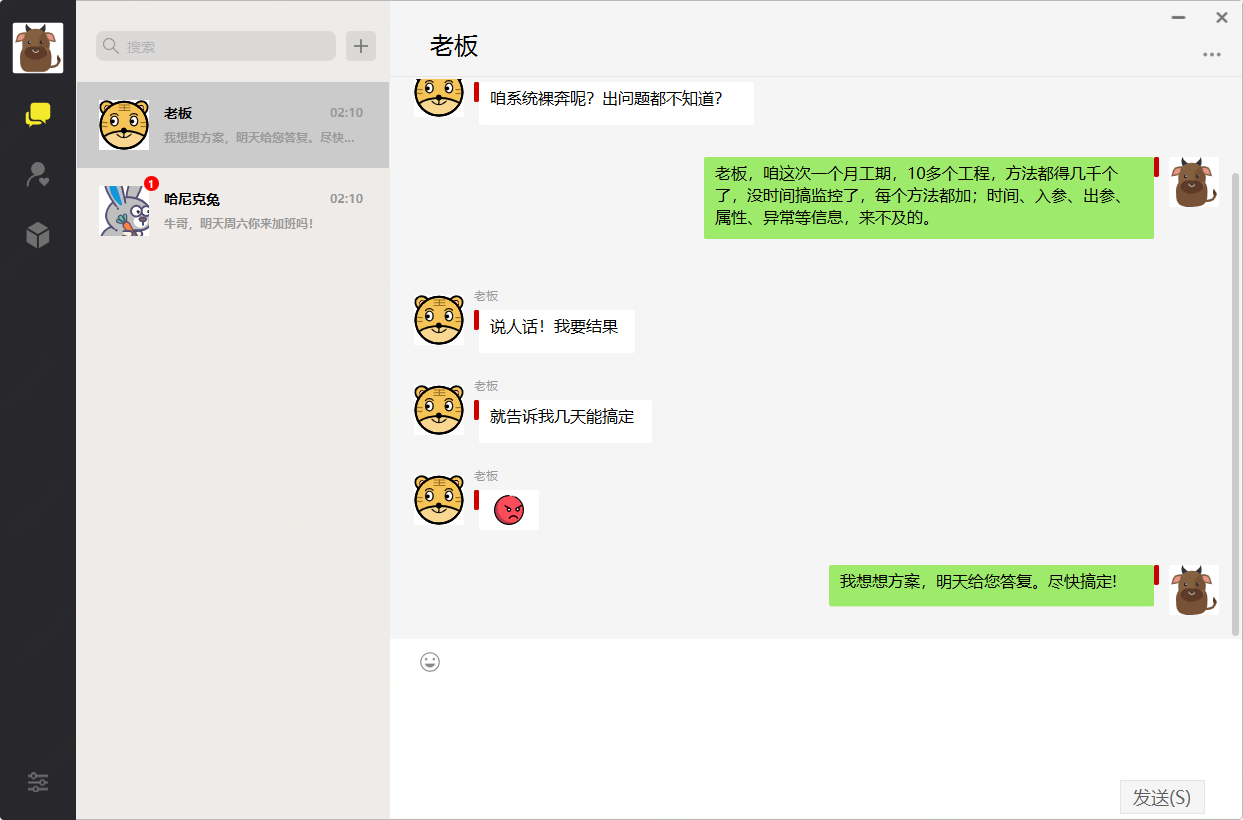 搜索
老板
02:10
我想想方案，明天给您答复。尽快...
1
哈尼克兔
02:10
牛哥，明天周六你来加班吗！
老板
咱系统裸奔呢？出问题都不知道？
老板，咱这次一个月工期，10多个工程，方法都得几千个
了，没时间搞监控了，每个方法都加；时间、入参、出参、
属性、异常等信息，来不及的。
老板
说人话！我要结果
老板
就告诉我几天能搞定
老板
我想想方案，明天给您答复。尽快搞定!
发送(S)